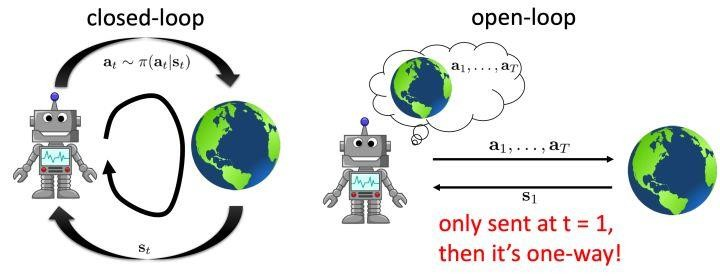 closed-loop
a_t ∼ π(a_t|s_t)
s_t
open-loop
a_1, . . . , a_T
a_1, . . . , a_T
s_1
only sent at t = 1,
then it's one-way!